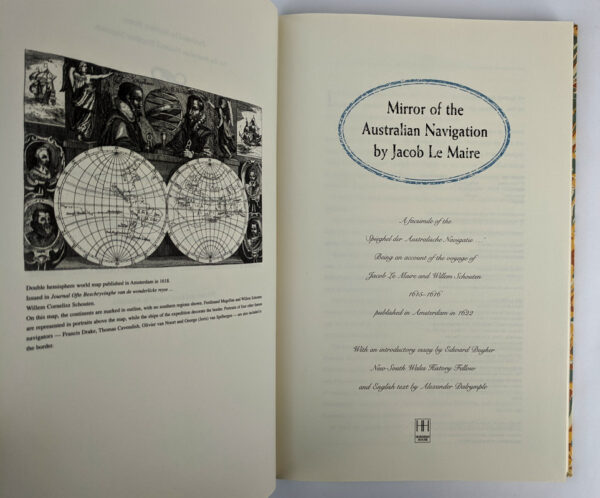 Double hemisphere world map published in Amsterdam in 1618.
Issued in Journal Ofte Beschryvinghe van de wonderlicke reyse ...
Willem Cornelisz Schouten.
On this map, the continents are marked in outline, with no southern regions shown. Ferdinand Magellan and Willem Schouten
are represented in portraits above the map, while the ships of the expedition decorate the border. Portraits of four other famous
navigators — Francis Drake, Thomas Cavendish, Olivier van Noort and George (Joris) van Spilbergen — are also included in
the border.
Mirror of the
Australian Navigation
by Jacob Le Maire
A facsimile of the
'Spieghel der Australische Navigatie ...'
Being an account of the voyage of
Jacob Le Maire and Willem Schouten
1615-1616
published in Amsterdam in 1622
With an introductory essay by Edward Duyker
New South Wales History Fellow
and English text by Alexander Dalrymple
HH
HORDERN
HOUSE